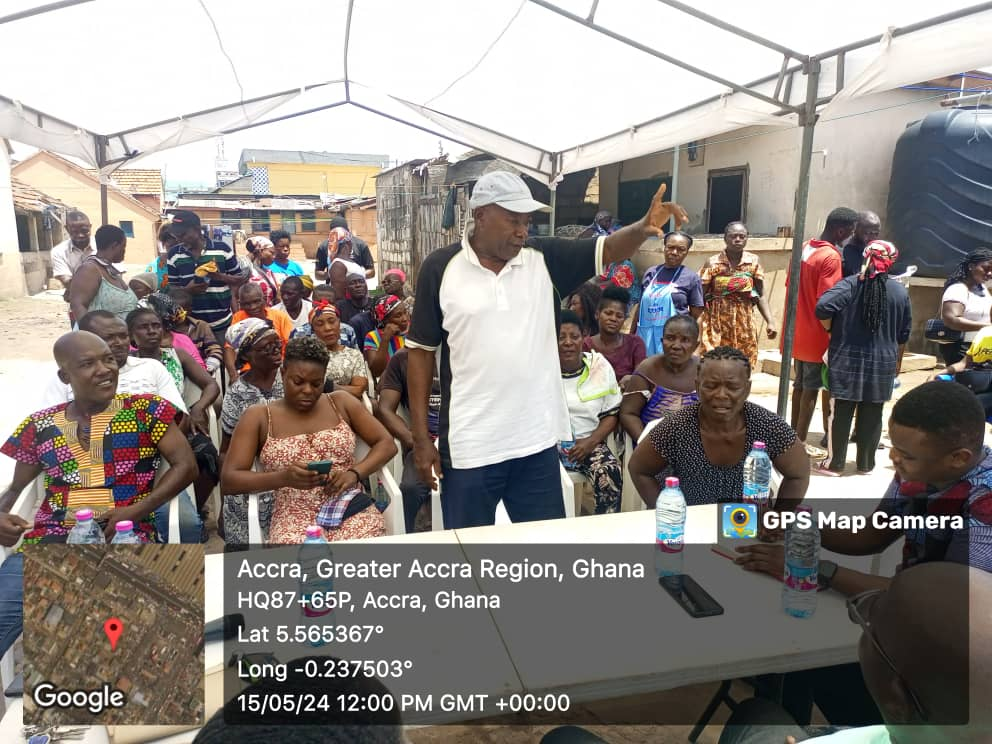 GPS Map Camera
Accra, Greater Accra Region, Ghana
HQ87+65P, Accra, Ghana
Lat 5.565367°
Long -0.237503°
15/05/24 12:00 PM GMT +00:00
Google